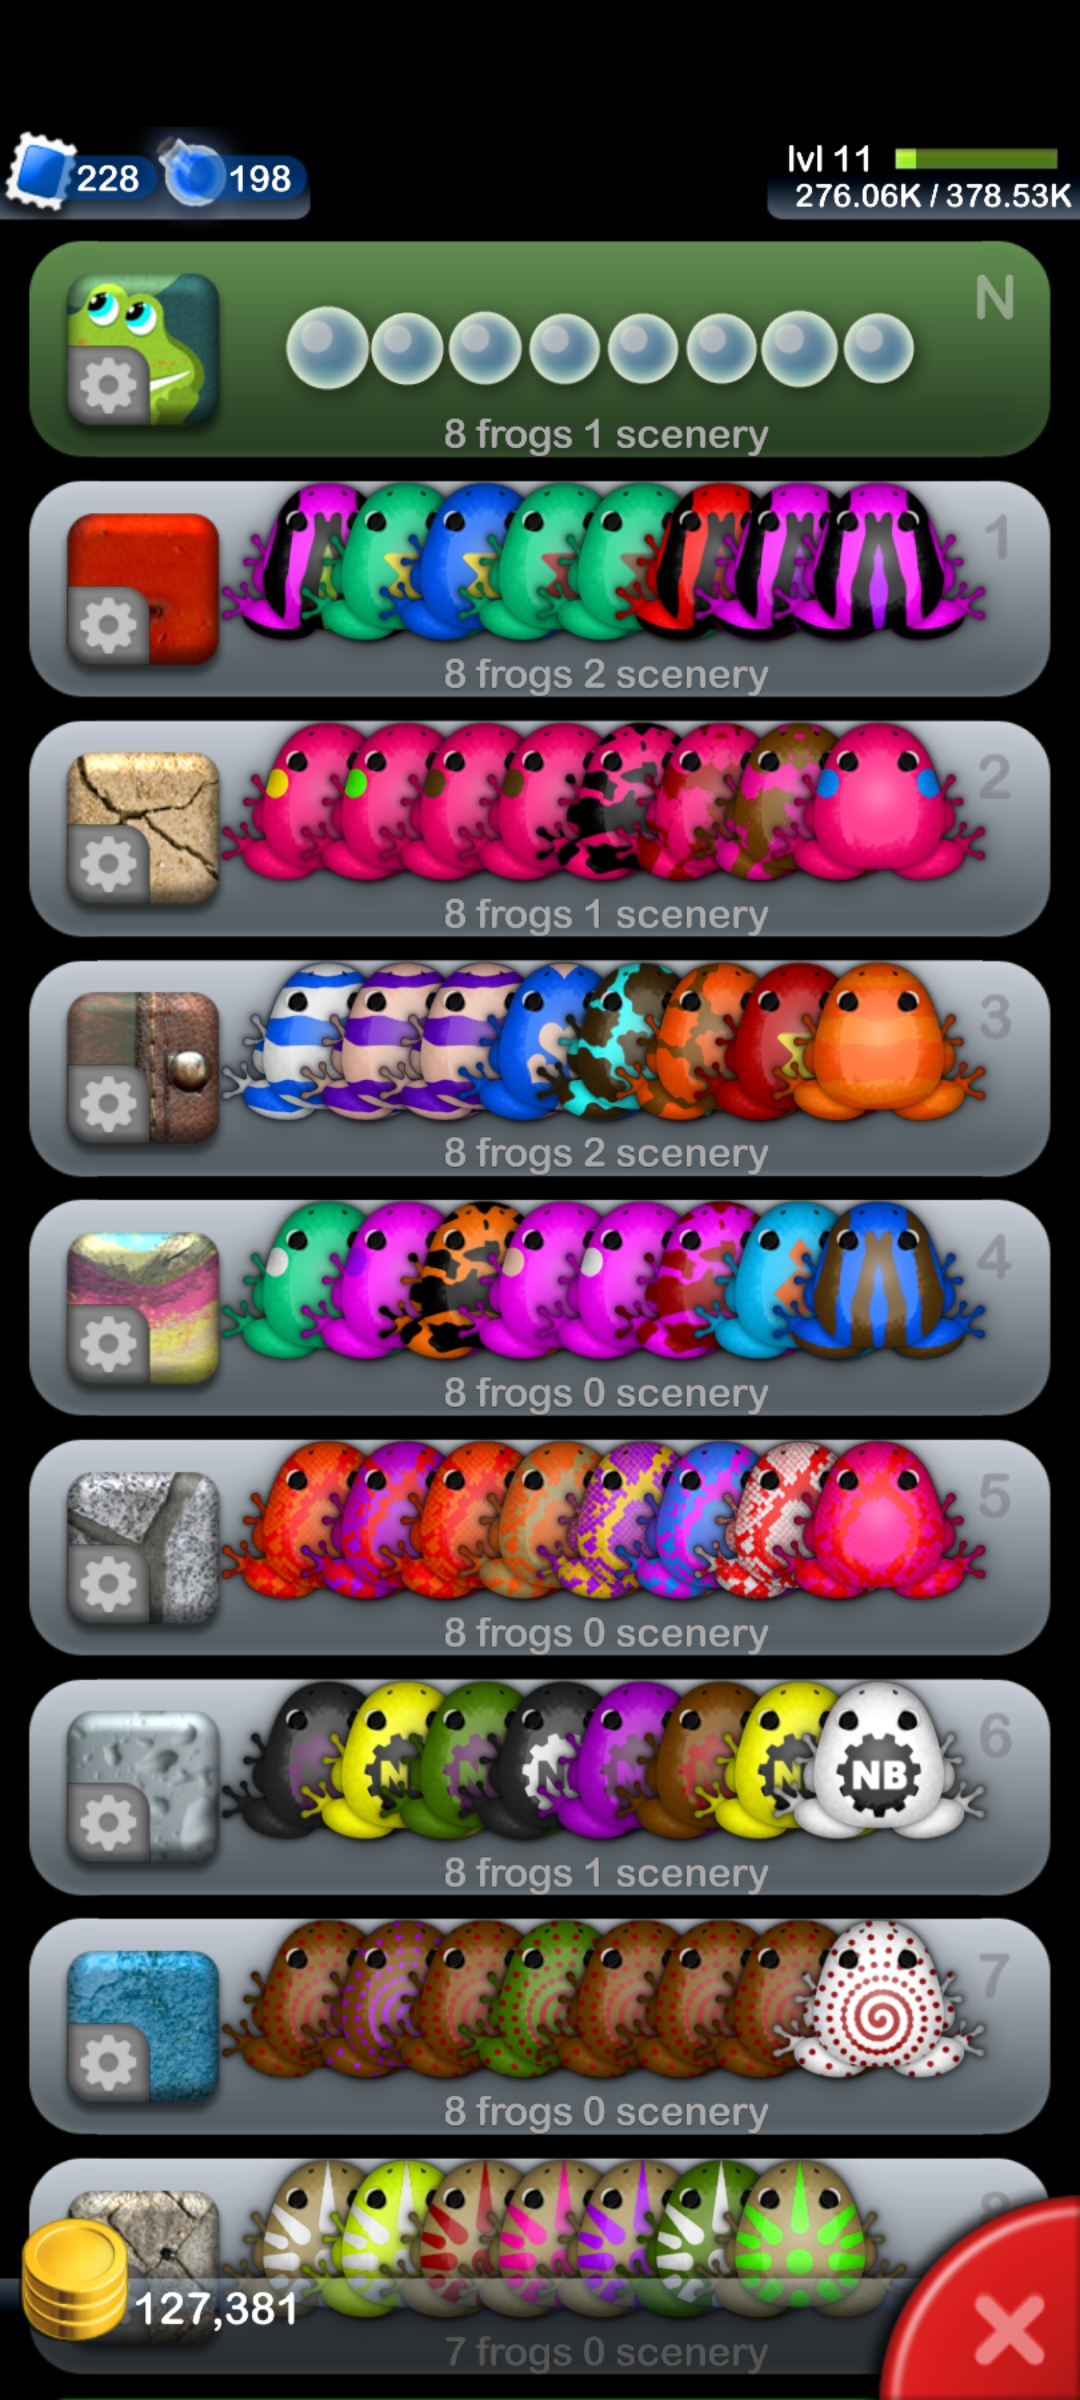 228 198
lvl 11
276.06K / 378.53K
N
8 frogs 1 scenery
1
8 frogs 2 scenery
2
8 frogs 1 scenery
3
8 frogs 2 scenery
4
8 frogs 0 scenery
5
8 frogs 0 scenery
6
N N N N N NB
8 frogs 1 scenery
7
8 frogs 0 scenery
127,381
7 frogs 0 scenery